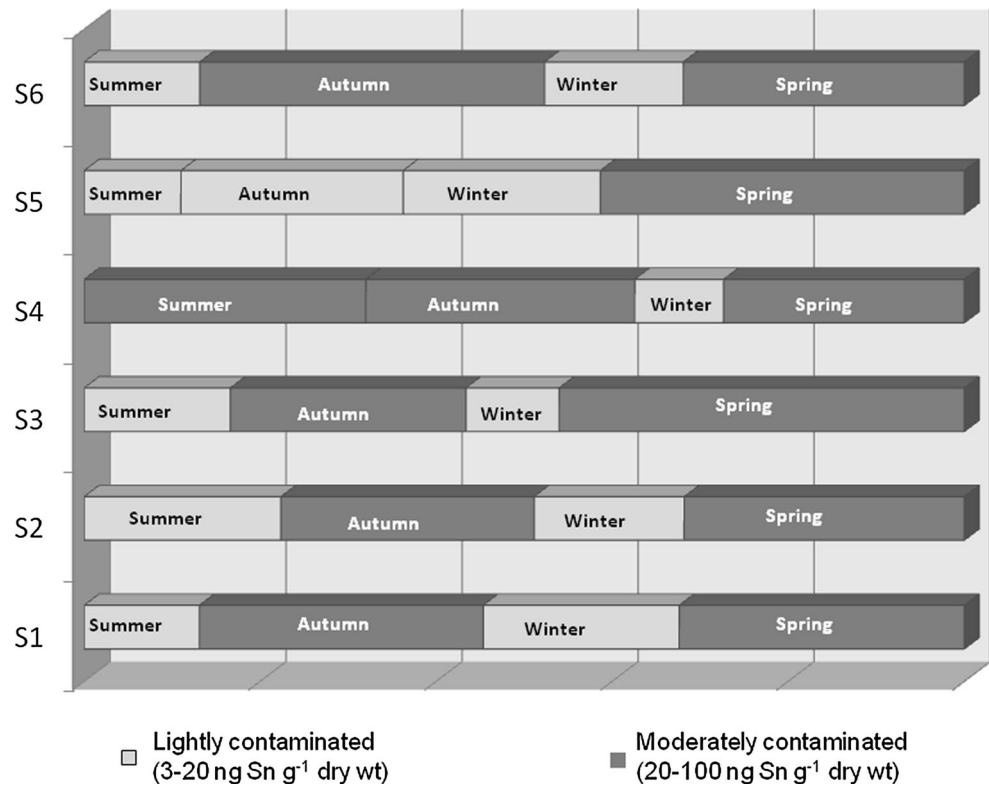 S6 Summer Autumn Winter Spring
S5 Summer Autumn Winter Spring
S4 Summer Autumn Winter Spring
S3 Summer Autumn Winter Spring
S2 Summer Autumn Winter Spring
S1 Summer Autumn Winter Spring
Lightly contaminated
(3-20 ng Sn g⁻¹ dry wt)
Moderately contaminated
(20-100 ng Sn g⁻¹ dry wt)